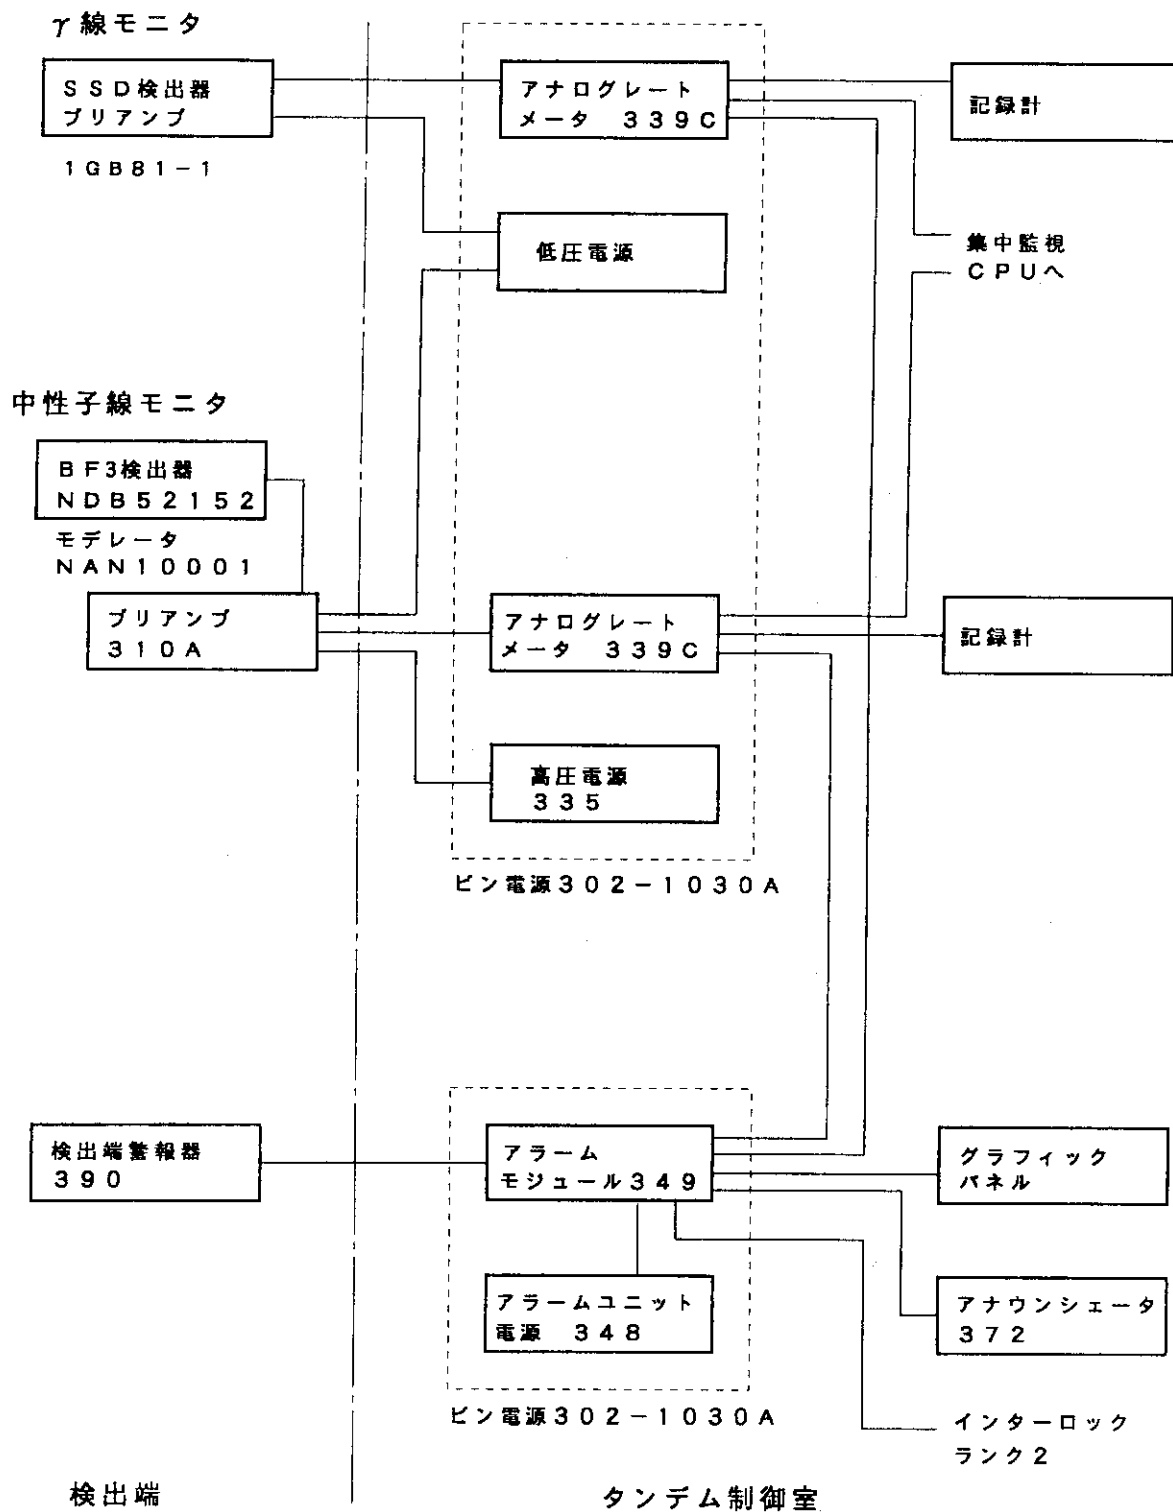 γ線モニタ
SSD検出器
プリアンプ
1GB81-1
アナログレート
メータ 339C
記録計
低圧電源
集中監視
CPUへ
中性子線モニタ
BF3検出器
NDB52152
モデレータ
NAN10001
プリアンプ
310A
アナログレート
メータ 339C
記録計
高圧電源
335
ビン電源302-1030A
検出端警報器
390
アラーム
モジュール349
グラフィック
パネル
アラームユニット
電源 348
アナウンシェータ
372
ビン電源302-1030A
インターロック
ランク2
検出端
タンデム制御室